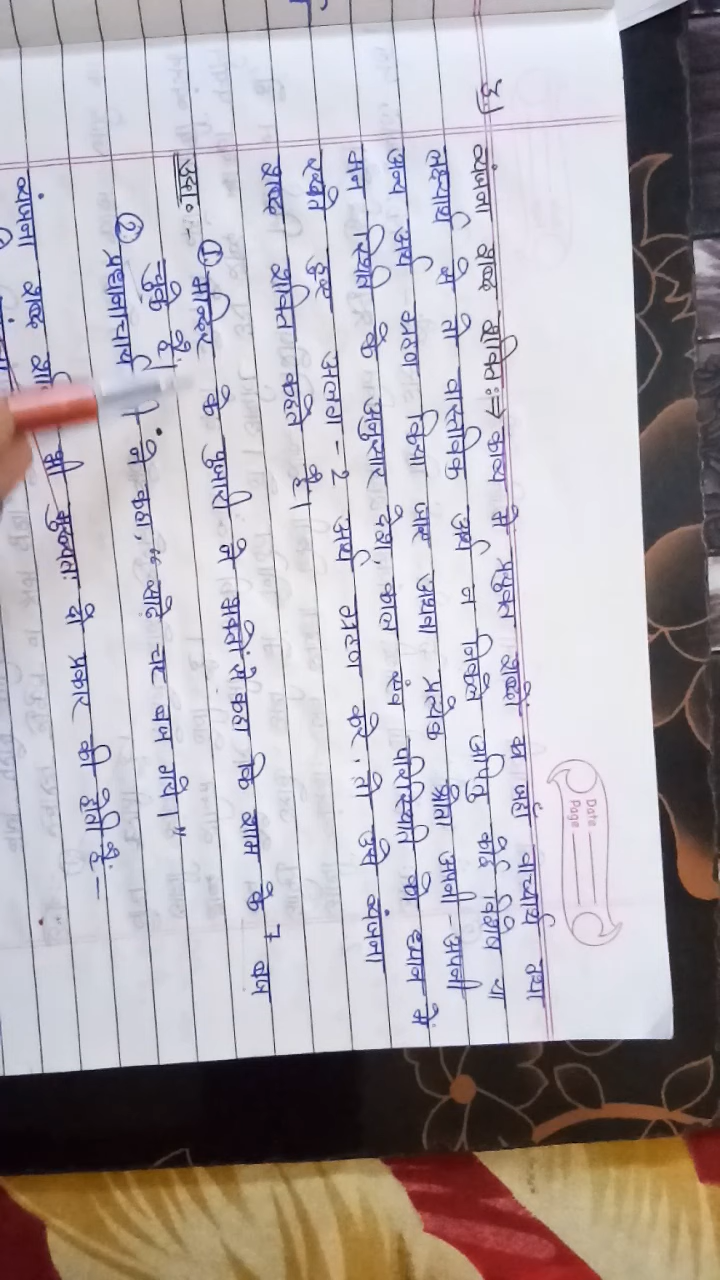 Date
Page
3) व्यंजना शब्द शक्ति:→ काव्य में प्रयुक्त शब्दों का जहाँ वाच्यार्थ तथा
लक्ष्यार्थ से तो वास्तविक अर्थ न निकले अपितु कोई विशेष या
अन्य अर्थ ग्रहण किया जाए अथवा प्रत्येक श्रोता अपनी-अपनी
मन स्थिति के अनुसार देश, काल एंव परिस्थिति को ध्यान में
रखते हुए अलग-2 अर्थ ग्रहण करे, तो उसे व्यंजना
शब्द शक्ति कहते है।
उदा०:- ① मन्दिर के पुजारी ने भक्तों से कहा कि शाम के 7 बज
चुके है।
② प्रधानाचार्य ने कहा, "साढे चार बज गये।"
व्यंजना शब्द भी मुख्यतः दो प्रकार की होती है:-